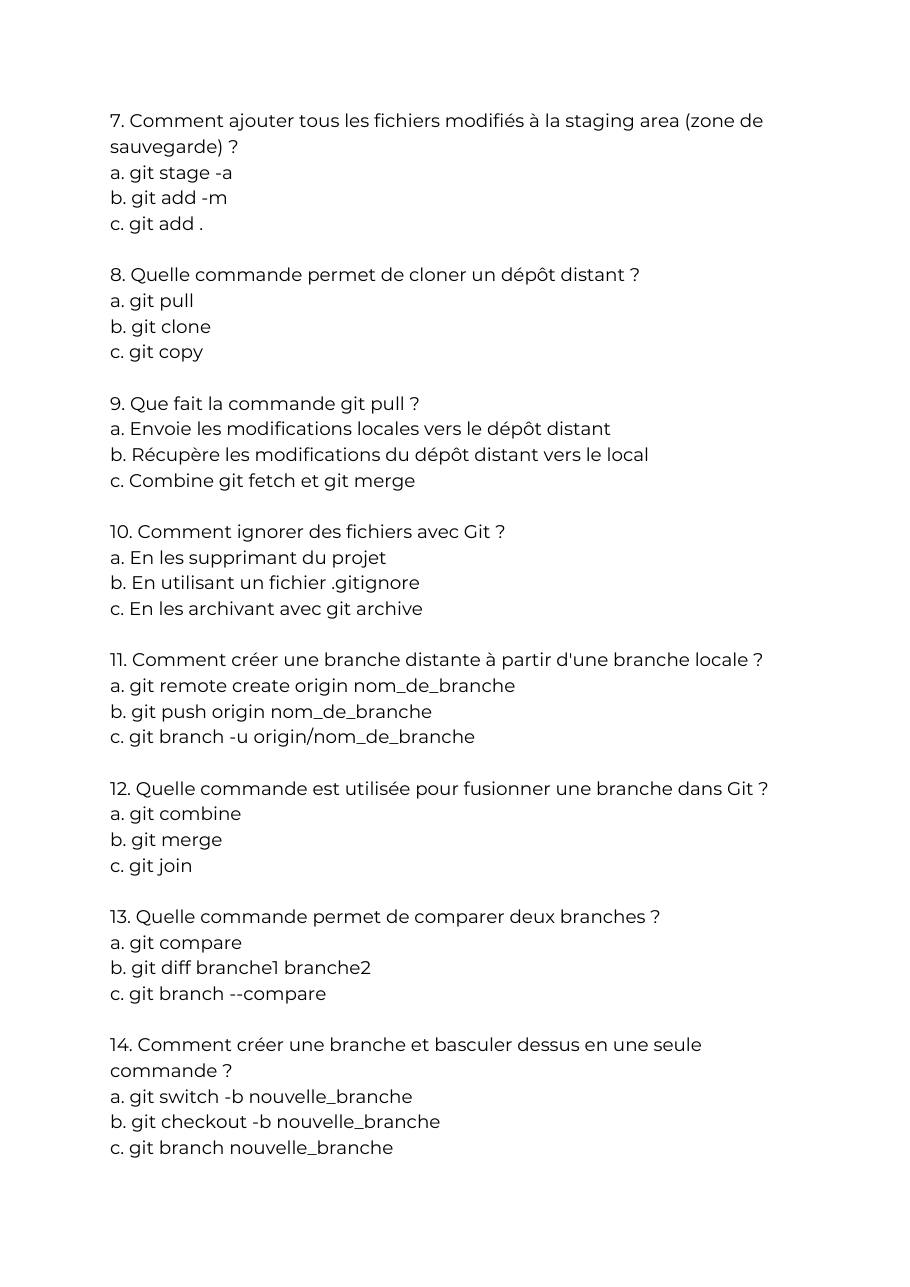 7. Comment ajouter tous les fichiers modifiés à la staging area (zone de
sauvegarde) ?
a. git stage -a
b. git add -m
c. git add .
8. Quelle commande permet de cloner un dépôt distant ?
a. git pull
b. git clone
c. git copy
9. Que fait la commande git pull ?
a. Envoie les modifications locales vers le dépôt distant
b. Récupère les modifications du dépôt distant vers le local
c. Combine git fetch et git merge
10. Comment ignorer des fichiers avec Git ?
a. En les supprimant du projet
b. En utilisant un fichier .gitignore
c. En les archivant avec git archive
11. Comment créer une branche distante à partir d'une branche locale ?
a. git remote create origin nom_de_branche
b. git push origin nom_de_branche
c. git branch -u origin/nom_de_branche
12. Quelle commande est utilisée pour fusionner une branche dans Git ?
a. git combine
b. git merge
c. git join
13. Quelle commande permet de comparer deux branches ?
a. git compare
b. git diff branche1 branche2
c. git branch --compare
14. Comment créer une branche et basculer dessus en une seule
commande ?
a. git switch -b nouvelle_branche
b. git checkout -b nouvelle_branche
c. git branch nouvelle_branche